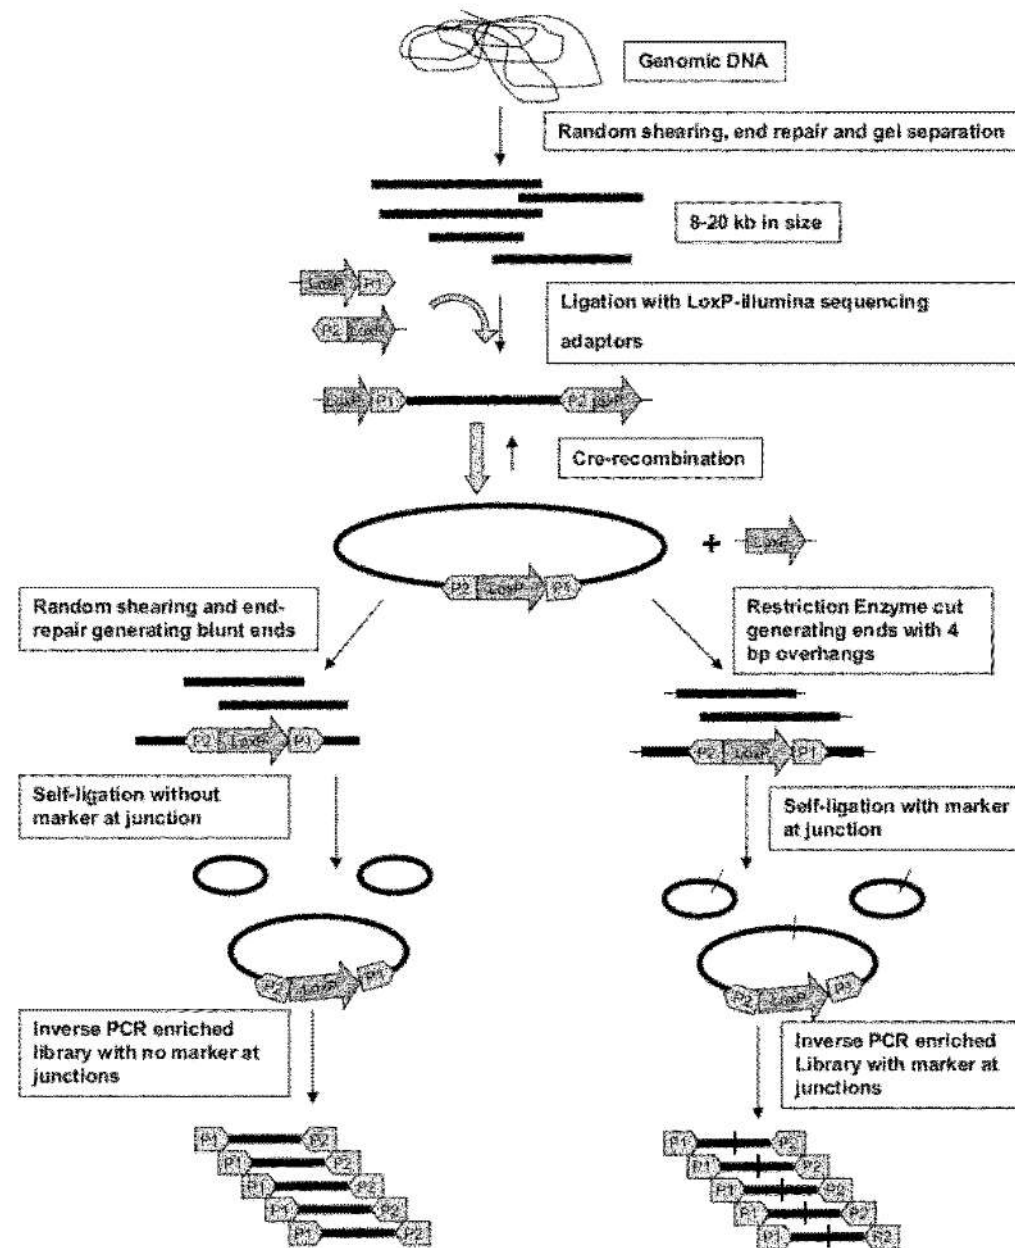 Genomic DNA
Random shearing, end repair and gel separation
8-20 kb in size
LoxP P1
P2 LoxP
Ligation with LoxP-illumina sequencing
adaptors
LoxP P1 P2 LoxP
Cre-recombination
+ LoxP
P2 LoxP P1
Random shearing and end-
repair generating blunt ends
Restriction Enzyme cut
generating ends with 4
bp overhangs
P2 LoxP P1
P2 LoxP P1
Self-ligation without
marker at junction
Self-ligation with marker
at junction
P2 LoxP P1
P2 LoxP P1
Inverse PCR enriched
library with no marker at
junctions
Inverse PCR enriched
Library with marker at
junctions
P1 P2
P1 P2
P1 P2
P1 P2
P1 P2
P1 P2
P1 P2
P1 P2
P1 P2
P1 P2